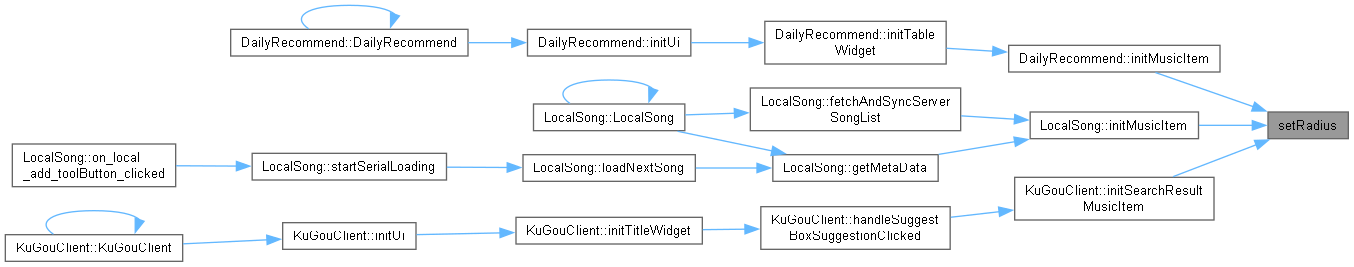 DailyRecommend::DailyRecommend
DailyRecommend::initUi
DailyRecommend::initTable
Widget
DailyRecommend::initMusicItem
LocalSong::LocalSong
LocalSong::fetchAndSyncServer
SongList
LocalSong::initMusicItem
setRadius
LocalSong::on_local
_add_toolButton_clicked
LocalSong::startSerialLoading
LocalSong::loadNextSong
LocalSong::getMetaData
KuGouClient::initSearchResult
MusicItem
KuGouClient::KuGouClient
KuGouClient::initUi
KuGouClient::initTitleWidget
KuGouClient::handleSuggest
BoxSuggestionClicked